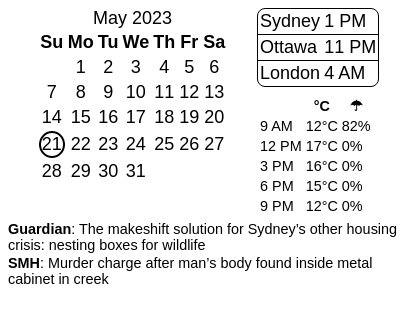 May 2023
Su Mo Tu We Th Fr Sa
1 2 3 4 5 6
7 8 9 10 11 12 13
14 15 16 17 18 19 20
21 22 23 24 25 26 27
28 29 30 31
Sydney 1 PM
Ottawa 11 PM
London 4 AM
°C ☂
9 AM 12°C 82%
12 PM 17°C 0%
3 PM 16°C 0%
6 PM 15°C 0%
9 PM 12°C 0%
Guardian: The makeshift solution for Sydney’s other housing
crisis: nesting boxes for wildlife
SMH: Murder charge after man’s body found inside metal
cabinet in creek